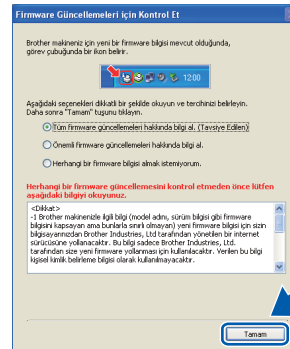 Firmware Güncellemeleri için Kontrol Et
Brother makineniz için yeni bir firmware bilgisi mevcut olduğunda,
görev çubuğunda bir ikon belirir.
12:00
Aşağıdaki seçenekleri dikkatli bir şekilde okuyun ve tercihinizi belirleyin.
Daha sonra "Tamam" tuşunu tıklayın.
Tüm firmware güncellemeleri hakkında bilgi al. (Tavsiye Edilen)
Önemli firmware güncellemeleri hakkında bilgi al.
Herhangi bir firmware bilgisi almak istemiyorum.
Herhangi bir firmware güncellemesini kontrol etmeden önce lütfen
aşağıdaki bilgiyi okuyunuz.
<Dikkat>
-1 Brother makinenizle ilgili bilgi (model adını, sürüm bilgisi gibi firmware
bilgisini kapsayan ama bunlarla sınırlı olmayan) yeni firmware bilgisi için sizin
bilgisayarınızdan Brother Industries, Ltd tarafından yönetilen bir internet
sürücüsüne yollanacaktır. Bu bilgi sadece Brother Industries, Ltd.
tarafından size yeni firmware yollanması için kullanılacaktır. Verilen bu bilgi
kişisel kimlik belirleme bilgisi olarak kullanılmayacaktır.
Tamam